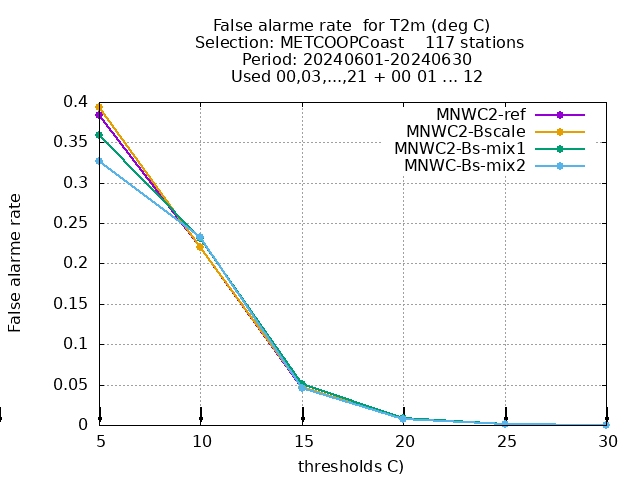 False alarme rate  for T2m (deg C)
Selection: METCOOPCoast    117 stations
Period: 20240601-20240630
Used 00,03,...,21 + 00 01 ... 12
MNWC2-ref
MNWC2-Bscale
MNWC2-Bs-mix1
MNWC-Bs-mix2
False alarme rate
0.4
0.35
0.3
0.25
0.2
0.15
0.1
0.05
0
5 10 15 20 25 30
thresholds C)